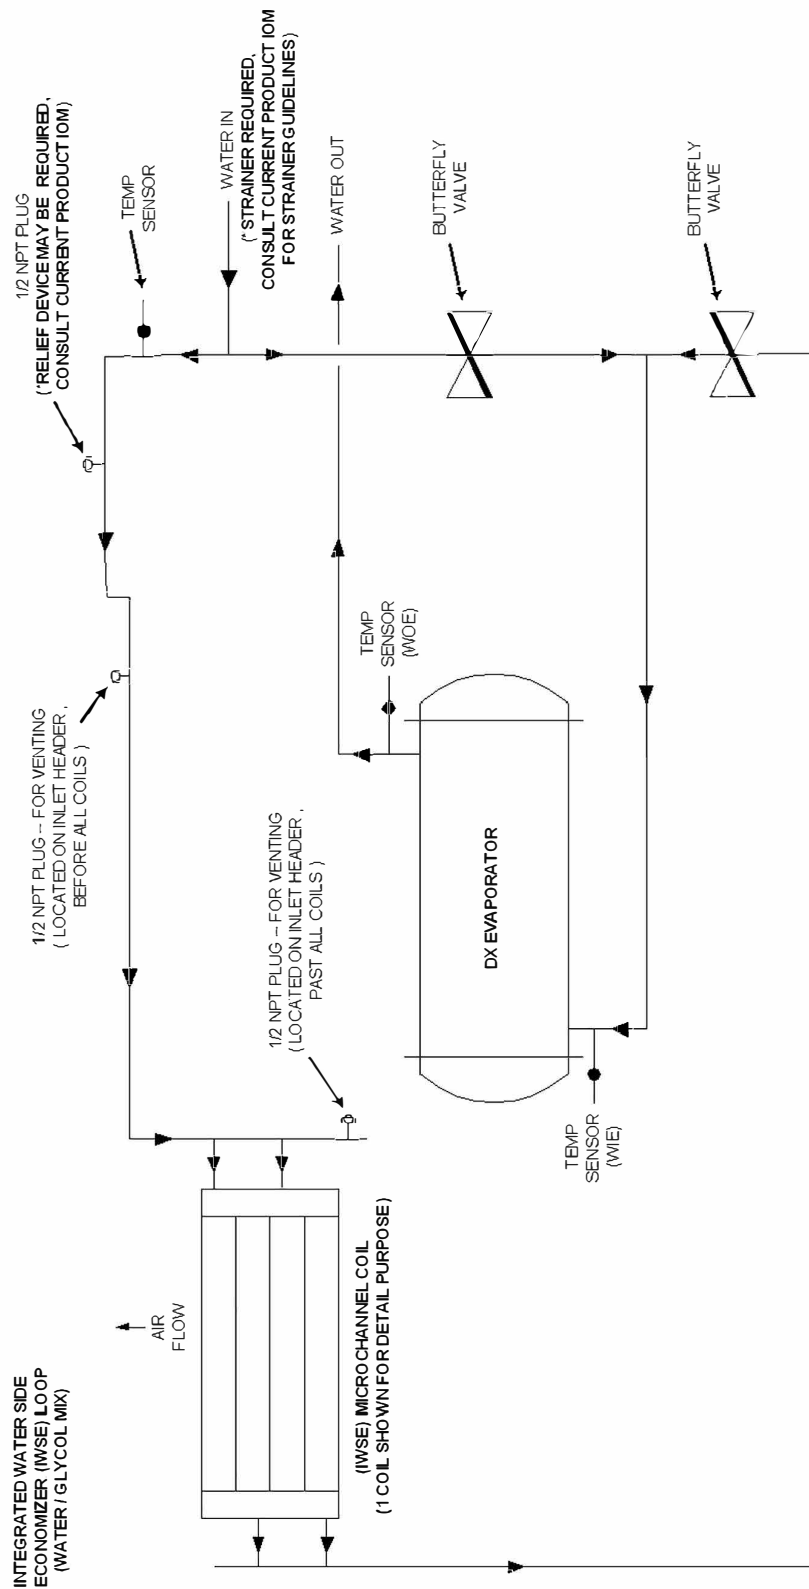 INTEGRATED WATER SIDE
ECONOMIZER (IWSE) LOOP
(WATER / GLYCOL MIX)
AIR
FLOW
(IWSE) MICROCHANNEL COIL
(1 COIL SHOWN FOR DETAIL PURPOSE )
1/2 NPT PLUG -- FOR VENTING
( LOCATED ON INLET HEADER ,
BEFORE ALL COILS )
1/2 NPT PLUG -- FOR VENTING
( LOCATED ON INLET HEADER ,
PAST ALL COILS )
TEMP
SENSOR
(WIE)
DX EVAPORATOR
TEMP
SENSOR
(WOE)
1/2 NPT PLUG
(*RELIEF DEVICE MAY BE REQUIRED,
CONSULT CURRENT PRODUCT IOM)
TEMP
SENSOR
WATER IN
(* STRAINER REQUIRED,
CONSULT CURRENT PRODUCT IOM
FOR STRAINER GUIDELINES)
WATER OUT
BUTTERFLY
VALVE
BUTTERFLY
VALVE